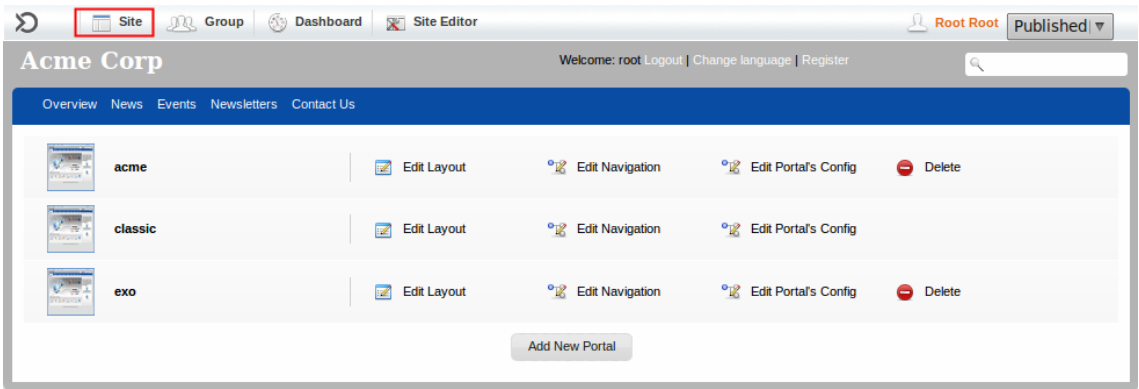 Site Group Dashboard Site Editor Root Root Published
Acme Corp Welcome: root Logout | Change language | Register
Overview News Events Newsletters Contact Us
acme Edit Layout Edit Navigation Edit Portal's Config Delete
classic Edit Layout Edit Navigation Edit Portal's Config
exo Edit Layout Edit Navigation Edit Portal's Config Delete
Add New Portal